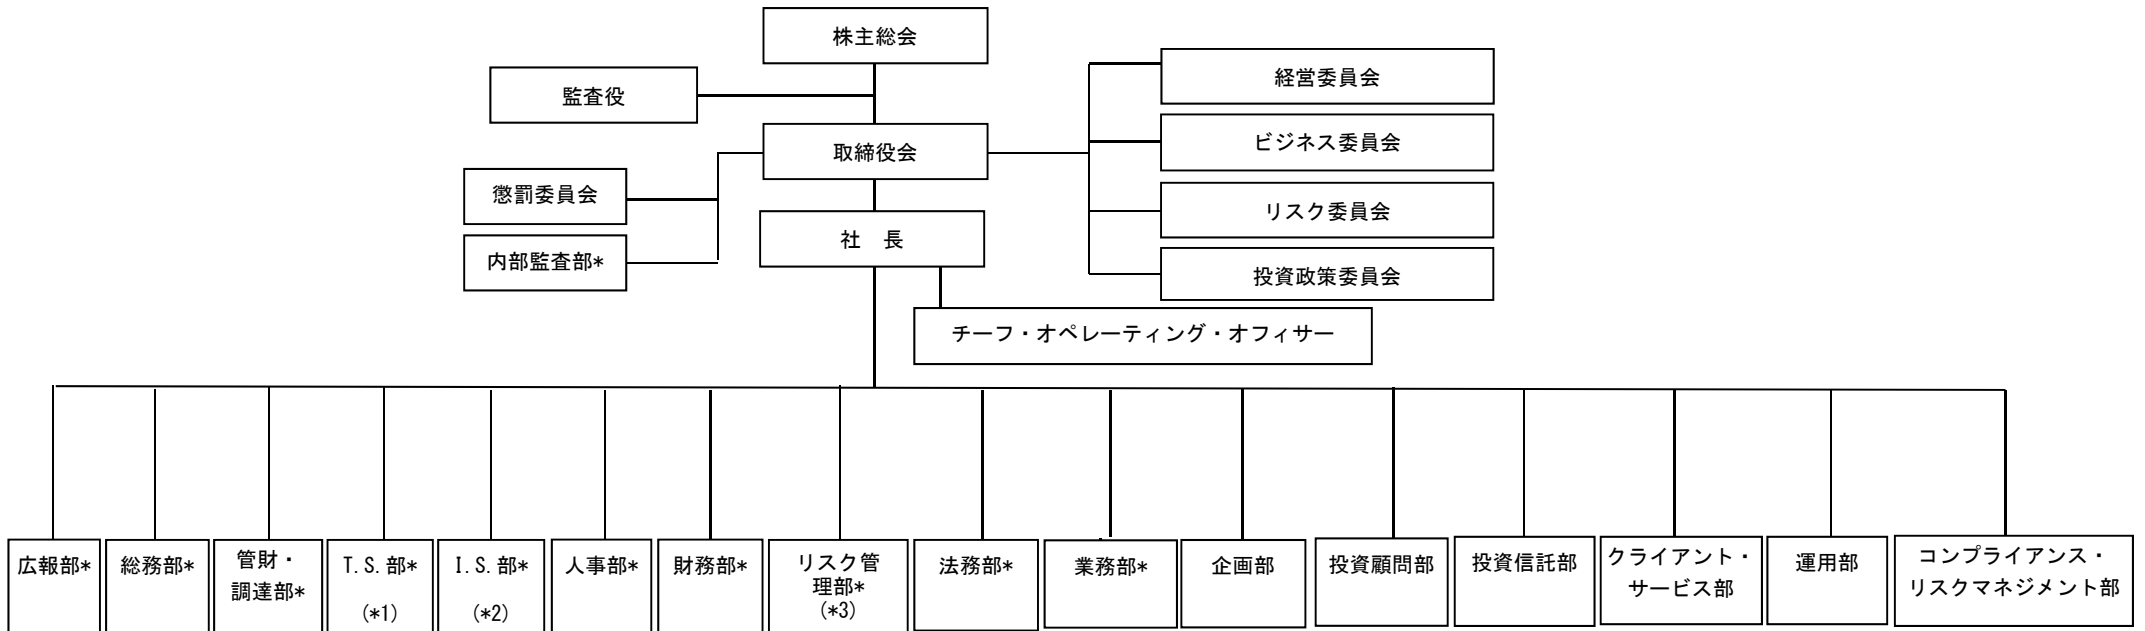 株主総会
監査役
経営委員会
ビジネス委員会
取締役会
懲罰委員会
リスク委員会
社　長
内部監査部*
投資政策委員会
チーフ・オペレーティング・オフィサー
広報部*
総務部*
管財・
調達部*
T.S.部*
(*1)
I.S.部*
(*2)
人事部*
財務部*
リスク管
理部*
(*3)
法務部*
業務部*
企画部
投資顧問部
投資信託部
クライアント・
サービス部
運用部
コンプライアンス・
リスクマネジメント部